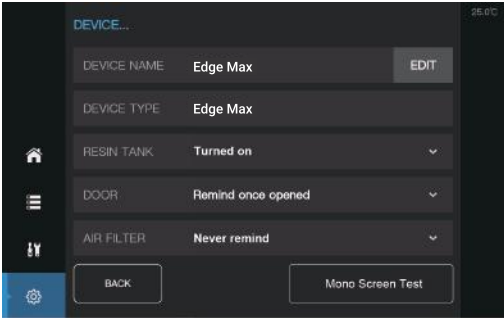 25.0℃
DEVICE...
DEVICE NAME Edge Max EDIT
DEVICE TYPE Edge Max
RESIN TANK Turned on
DOOR Remind once opened
AIR FILTER Never remind
BACK Mono Screen Test